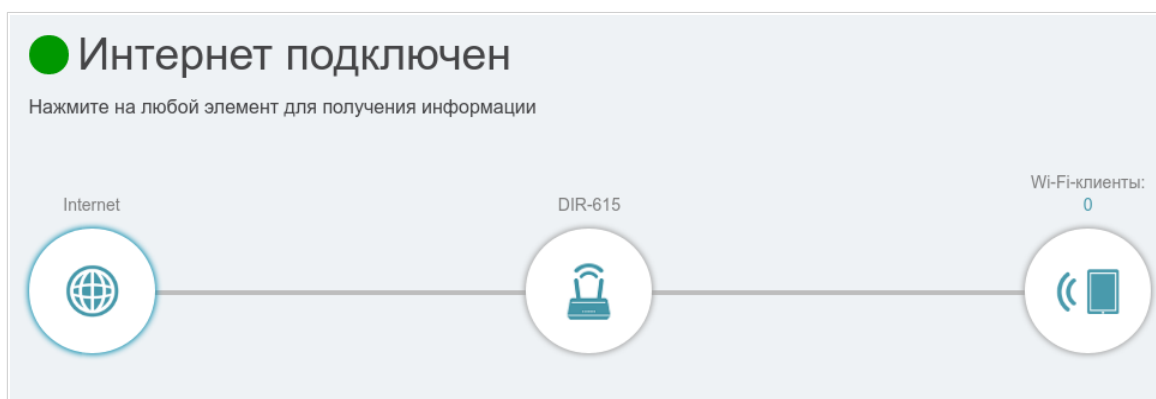 Интернет подключен
Нажмите на любой элемент для получения информации
Internet
DIR-615
Wi-Fi-клиенты:
0